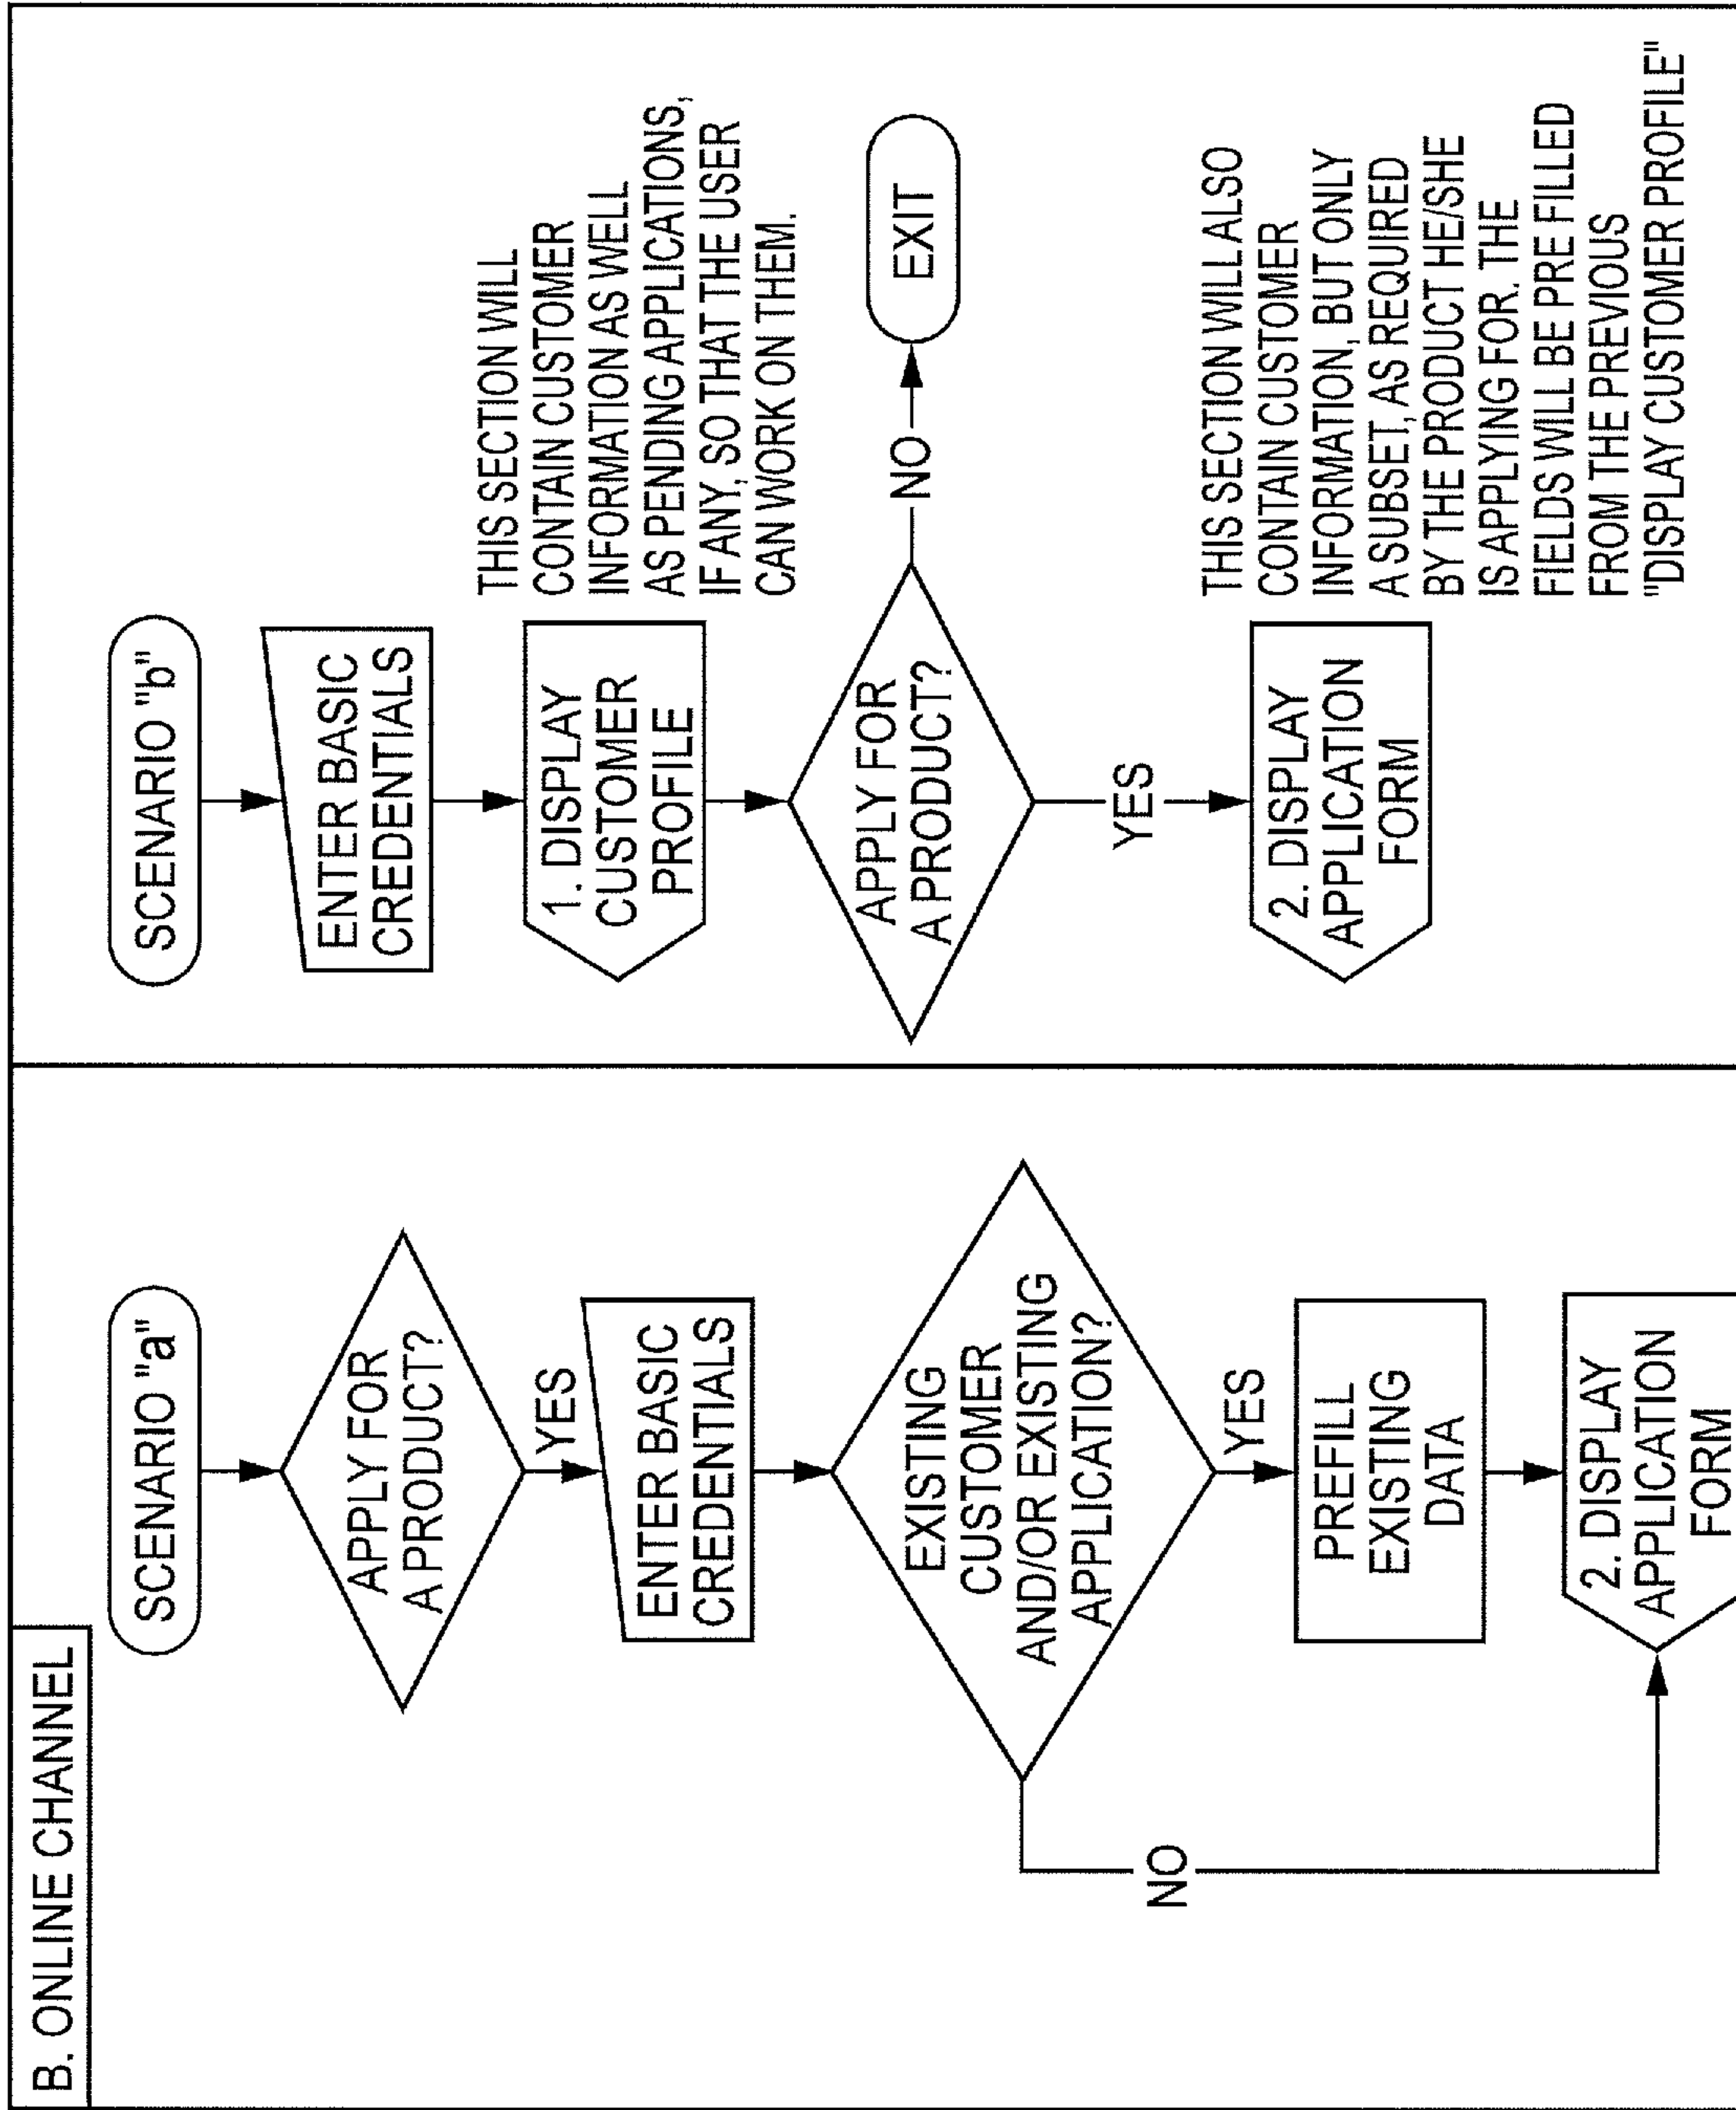 B. ONLINE CHANNEL
SCENARIO "a"
APPLY FOR
A PRODUCT?
YES
ENTER BASIC
CREDENTIALS
EXISTING
CUSTOMER
AND/OR EXISTING
APPLICATION?
NO
YES
PREFILL
EXISTING
DATA
2. DISPLAY
APPLICATION
FORM
SCENARIO "b"
ENTER BASIC
CREDENTIALS
1. DISPLAY
CUSTOMER
PROFILE
THIS SECTION WILL
CONTAIN CUSTOMER
INFORMATION AS WELL
AS PENDING APPLICATIONS,
IF ANY, SO THAT THE USER
CAN WORK ON THEM.
APPLY FOR
A PRODUCT?
NO
EXIT
YES
2. DISPLAY
APPLICATION
FORM
THIS SECTION WILL ALSO
CONTAIN CUSTOMER
INFORMATION, BUT ONLY
A SUBSET, AS REQUIRED
BY THE PRODUCT HE/SHE
IS APPLYING FOR. THE
FIELDS WILL BE PRE FILLED
FROM THE PREVIOUS
"DISPLAY CUSTOMER PROFILE"